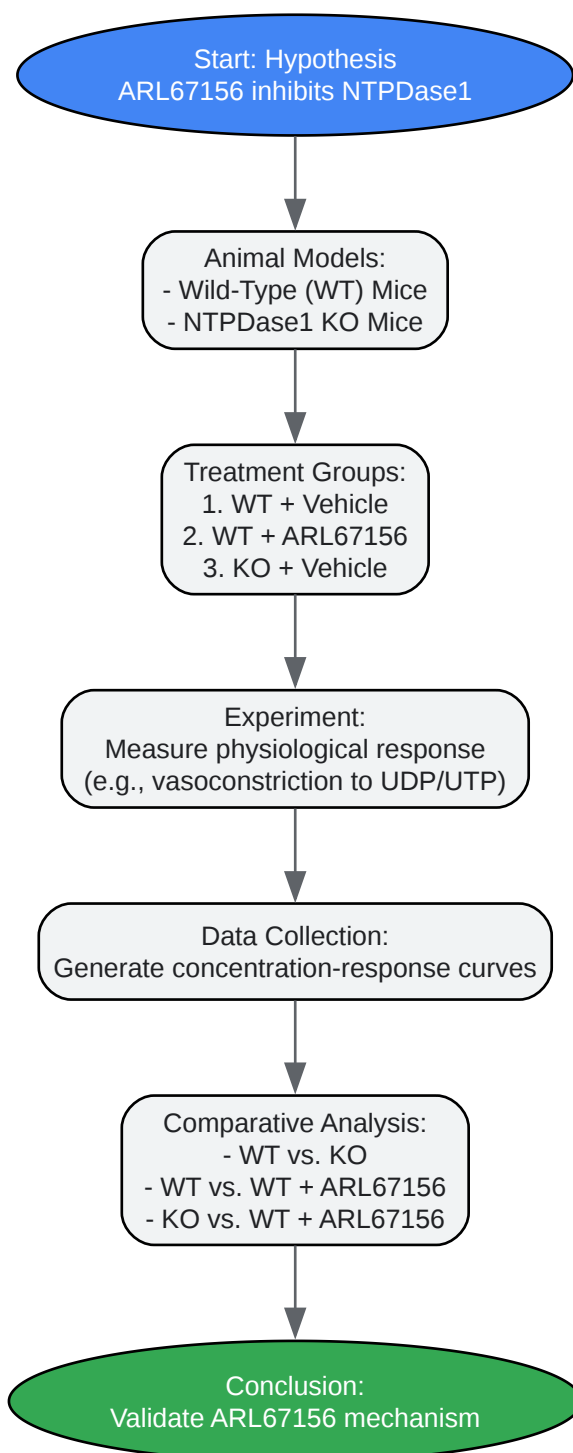 Start: Hypothesis
ARL67156 inhibits NTPDase1
Animal Models:
- Wild-Type (WT) Mice
- NTPDase1 KO Mice
Treatment Groups:
1. WT + Vehicle
2. WT + ARL67156
3. KO + Vehicle
Experiment:
Measure physiological response
(e.g., vasoconstriction to UDP/UTP)
Data Collection:
Generate concentration-response curves
Comparative Analysis:
- WT vs. KO
- WT vs. WT + ARL67156
- KO vs. WT + ARL67156
Conclusion:
Validate ARL67156 mechanism